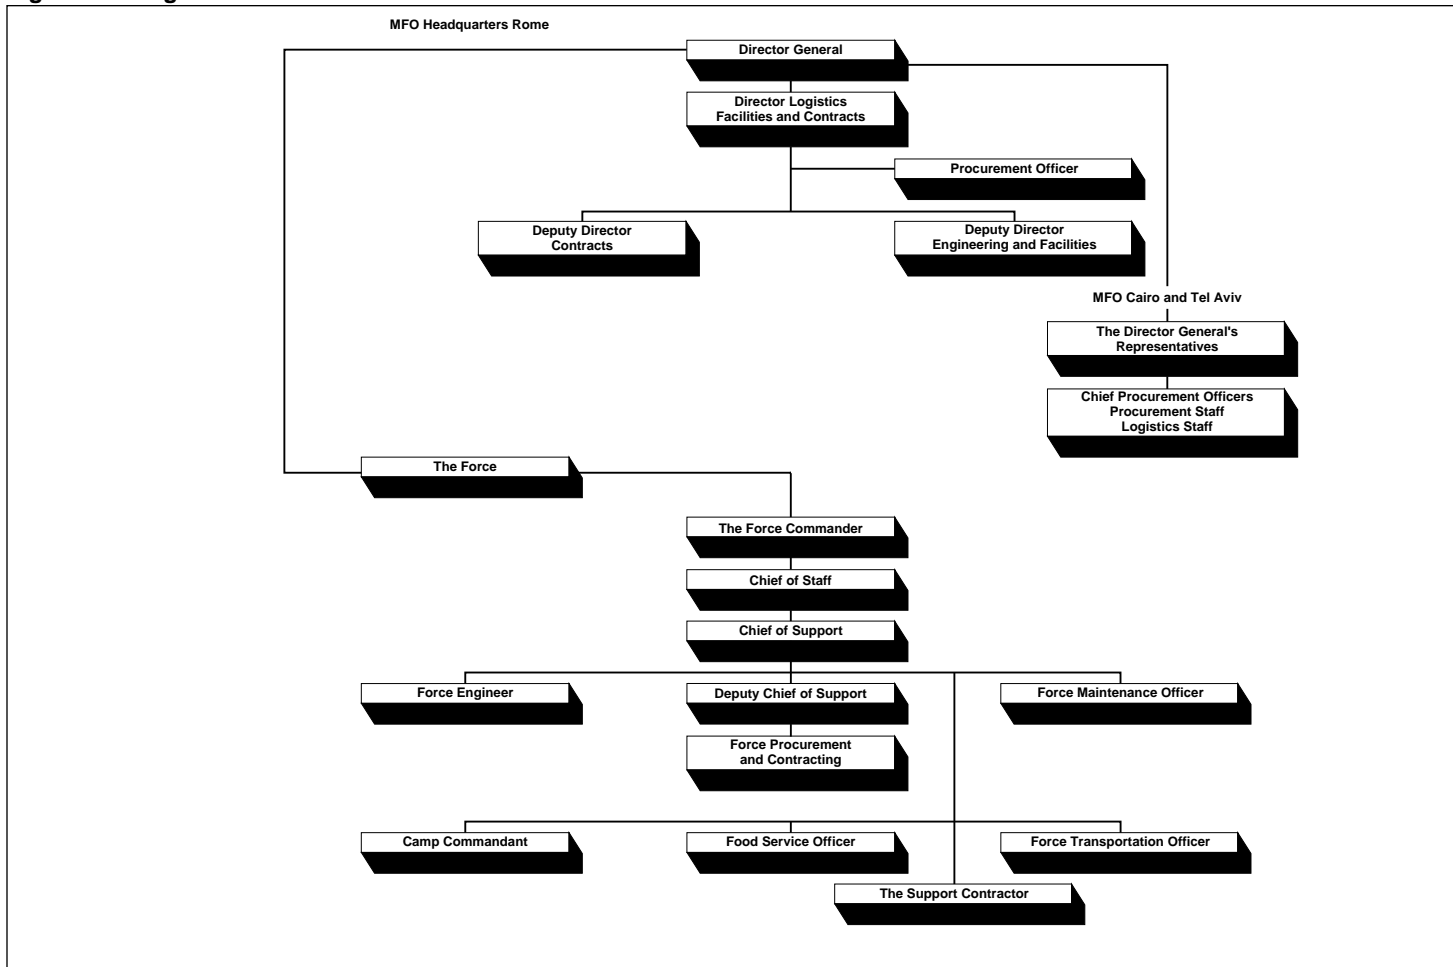 MFO Headquarters Rome
Director General
Director Logistics
Facilities and Contracts
Procurement Officer
Deputy Director
Contracts
Deputy Director
Engineering and Facilities
MFO Cairo and Tel Aviv
The Director General's
Representatives
Chief Procurement Officers
Procurement Staff
Logistics Staff
The Force
The Force Commander
Chief of Staff
Chief of Support
Force Engineer
Deputy Chief of Support
Force Maintenance Officer
Force Procurement
and Contracting
Camp Commandant
Food Service Officer
Force Transportation Officer
The Support Contractor